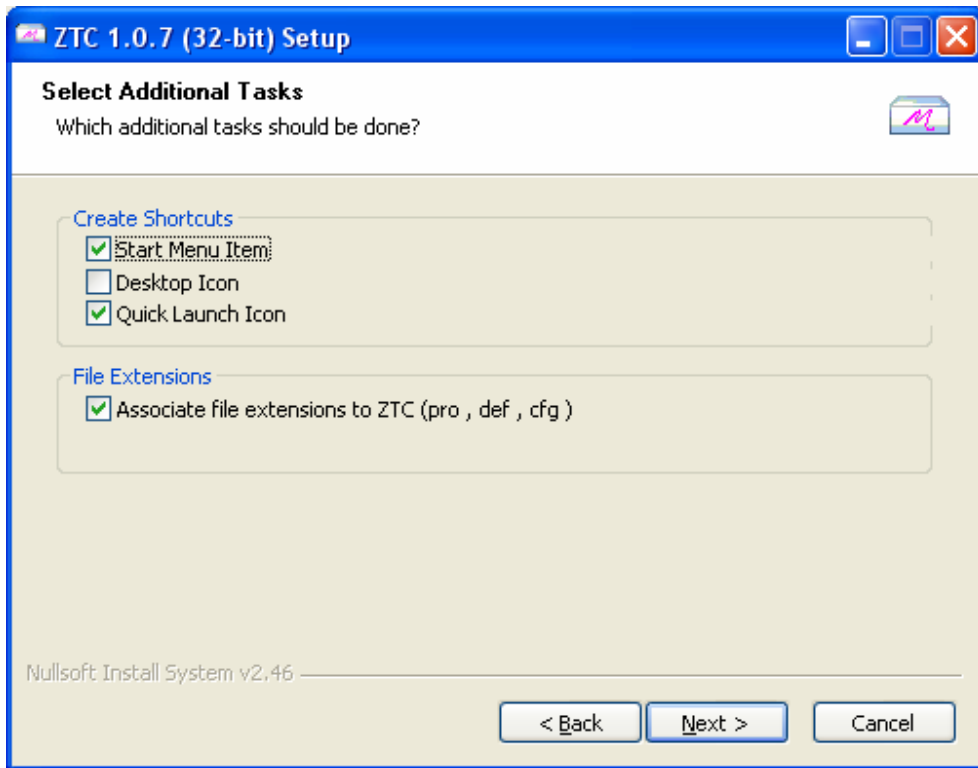 ZTC 1.0.7 (32-bit) Setup
Select Additional Tasks
Which additional tasks should be done?
Create Shortcuts
Start Menu Item
Desktop Icon
Quick Launch Icon
File Extensions
Associate file extensions to ZTC (pro , def , cfg )
Nullsoft Install System v2.46
< Back
Next >
Cancel